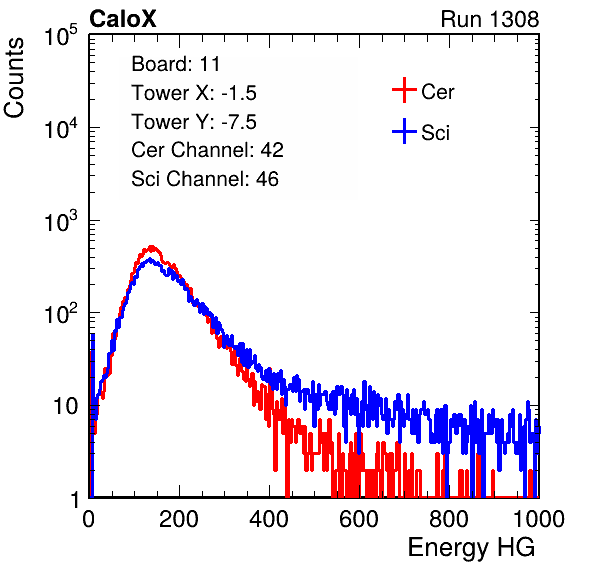 CaloX Run 1308
Counts
Board: 11
Tower X: -1.5
Tower Y: -7.5
Cer Channel: 42
Sci Channel: 46
Cer
Sci
10^5
10^4
10^3
10^2
10
1
0 200 400 600 800 1000
Energy HG